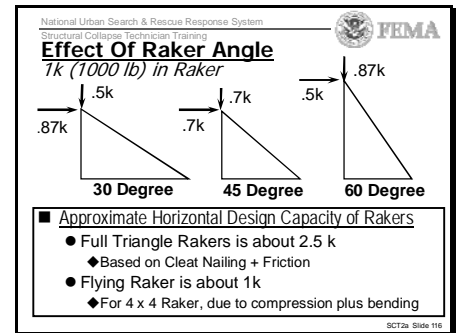 National Urban Search & Rescue Response System
Structural Collapse Technician Training
FEMA
Effect Of Raker Angle
1k (1000 lb) in Raker
.5k
.87k
30 Degree
.7k
.7k
45 Degree
.87k
.5k
60 Degree
■ Approximate Horizontal Design Capacity of Rakers
● Full Triangle Rakers is about 2.5 k
◆Based on Cleat Nailing + Friction
● Flying Raker is about 1k
◆For 4 x 4 Raker, due to compression plus bending
SCT2a Slide 116